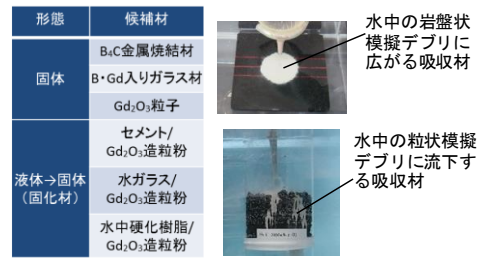 形態
候補材
固体
B₄C金属焼結材
B・Gd入りガラス材
Gd₂O₃粒子
液体→固体
（固化材）
セメント/
Gd₂O₃造粒粉
水ガラス/
Gd₂O₃造粒粉
水中硬化樹脂/
Gd₂O₃造粒粉
水中の岩盤状
模擬デブリに
広がる吸収材
水中の粒状模擬
デブリに流下す
る吸収材